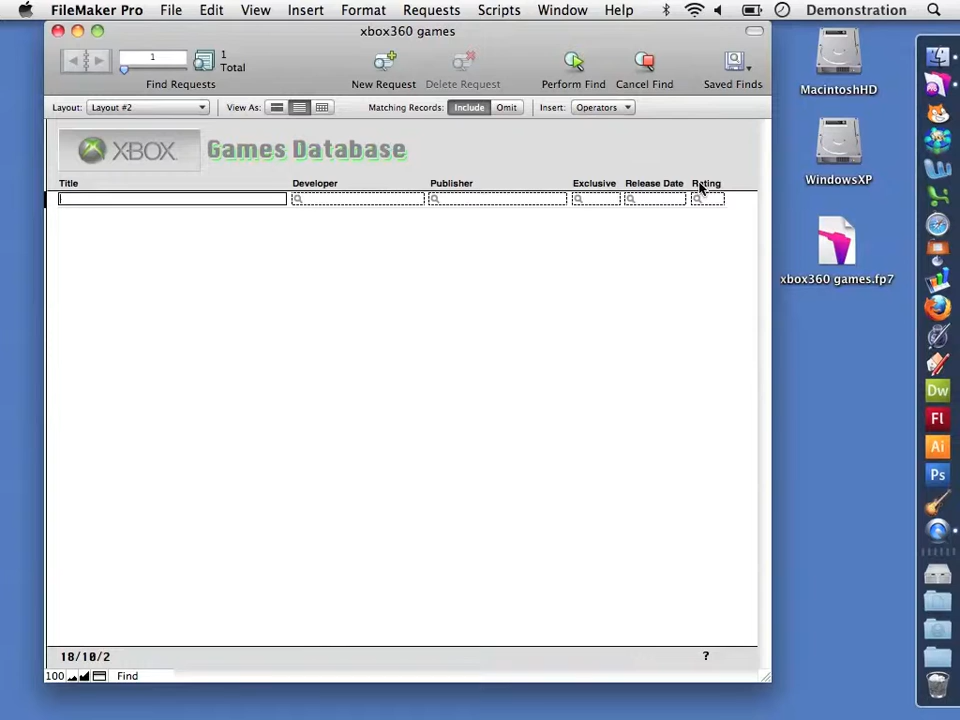 FileMaker Pro File Edit View Insert Format Requests Scripts Window Help Demonstration
xbox360 games
1
1
Total
Find Requests
New Request
Delete Request
Perform Find
Cancel Find
Saved Finds
Layout: Layout #2 View As: Matching Records: Include Omit Insert: Operators
XBOX
Games Database
Title Developer Publisher Exclusive Release Date Rating
18/10/2 ?
100 Find
MacintoshHD
WindowsXP
xbox360 games.fp7
Dw
Fl
Ai
Ps